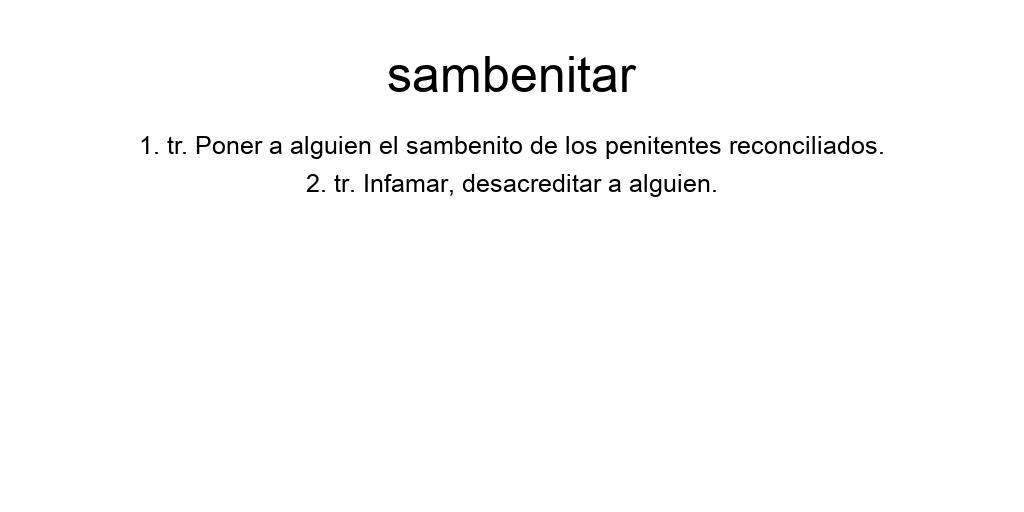 sambenitar
1. tr. Poner a alguien el sambenito de los penitentes reconciliados.
2. tr. Infamar, desacreditar a alguien.